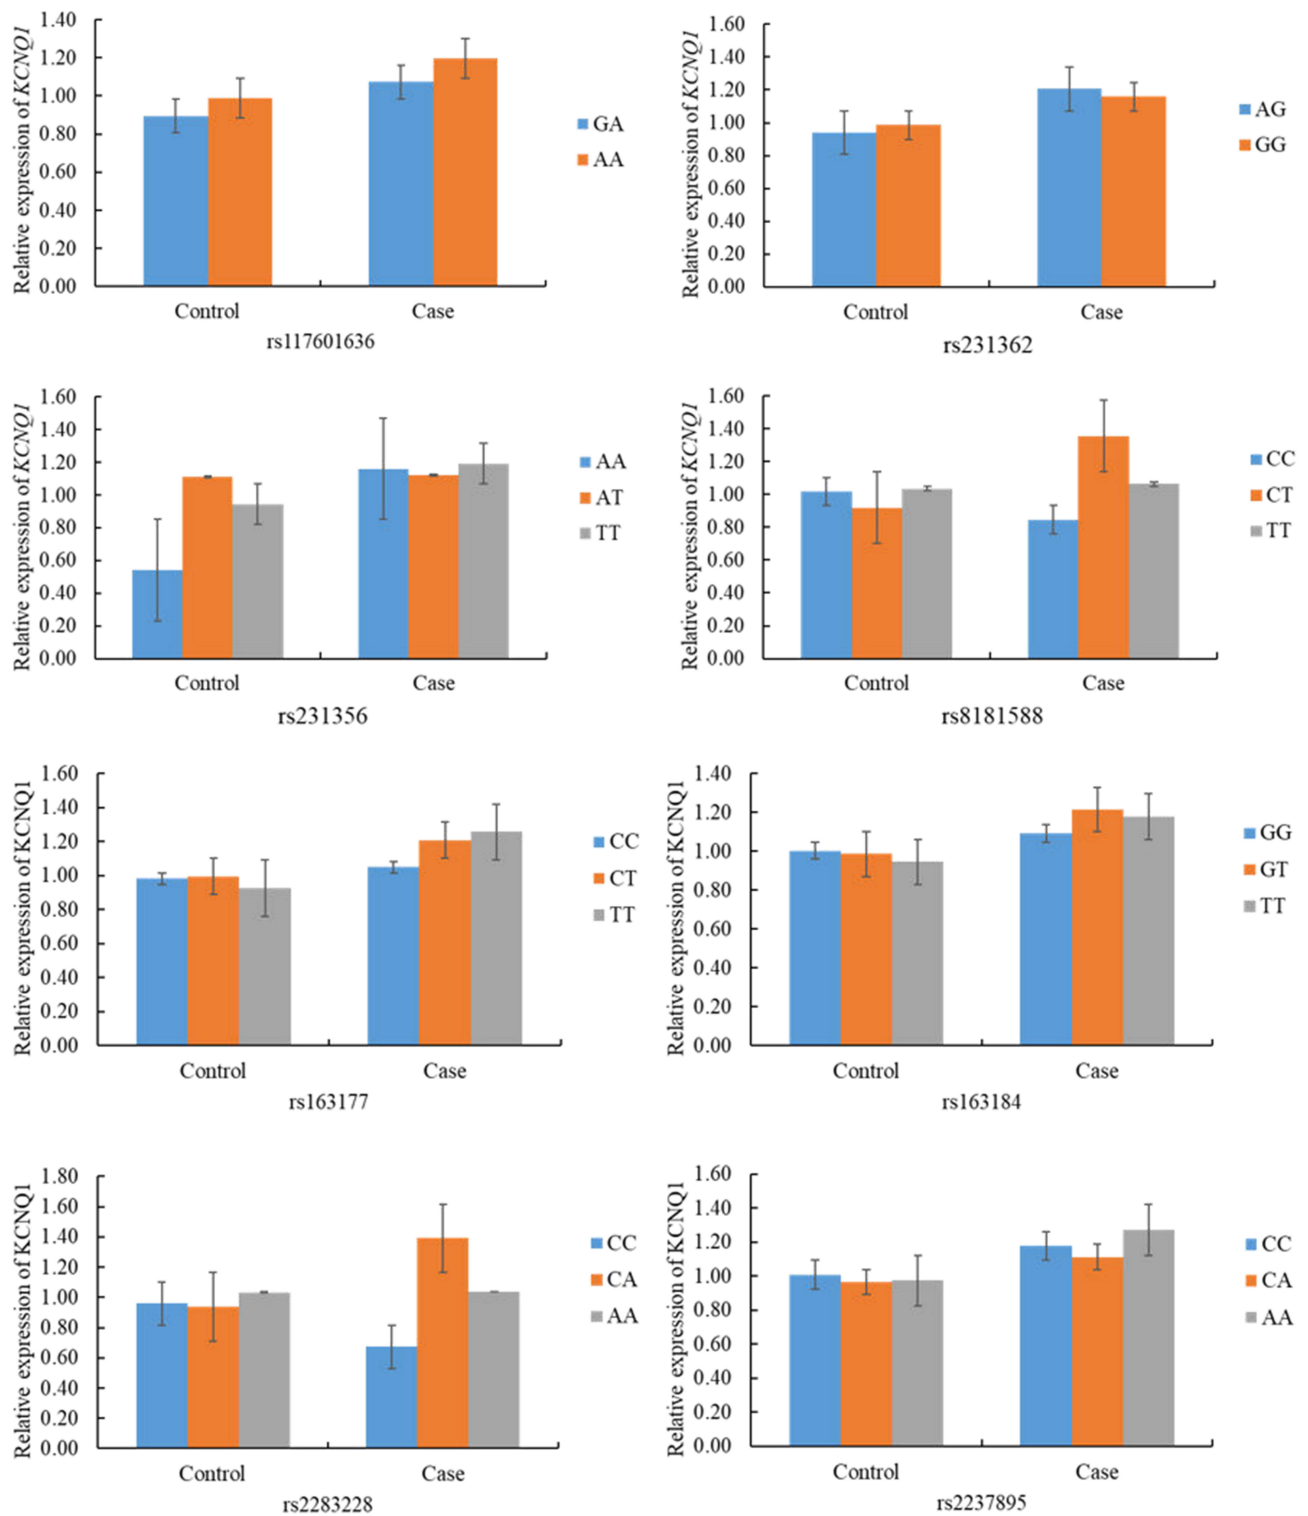 Relative expression of KCNQ1
1.40
1.20
1.00
0.80
0.60
0.40
0.20
0.00
Control
Case
rs117601636
GA
AA
Relative expression of KCNQ1
1.60
1.40
1.20
1.00
0.80
0.60
0.40
0.20
0.00
Control
Case
rs231362
AG
GG
Relative expression of KCNQ1
1.60
1.40
1.20
1.00
0.80
0.60
0.40
0.20
0.00
Control
Case
rs231356
AA
AT
TT
Relative expression of KCNQ1
1.60
1.40
1.20
1.00
0.80
0.60
0.40
0.20
0.00
Control
Case
rs8181588
CC
CT
TT
Relative expression of KCNQ1
1.60
1.40
1.20
1.00
0.80
0.60
0.40
0.20
0.00
Control
Case
rs163177
CC
CT
TT
Relative expression of KCNQ1
1.40
1.20
1.00
0.80
0.60
0.40
0.20
0.00
Control
Case
rs163184
GG
GT
TT
Relative expression of KCNQ1
1.80
1.60
1.40
1.20
1.00
0.80
0.60
0.40
0.20
0.00
Control
Case
rs2283228
CC
CA
AA
Relative expression of KCNQ1
1.60
1.40
1.20
1.00
0.80
0.60
0.40
0.20
0.00
Control
Case
rs2237895
CC
CA
AA